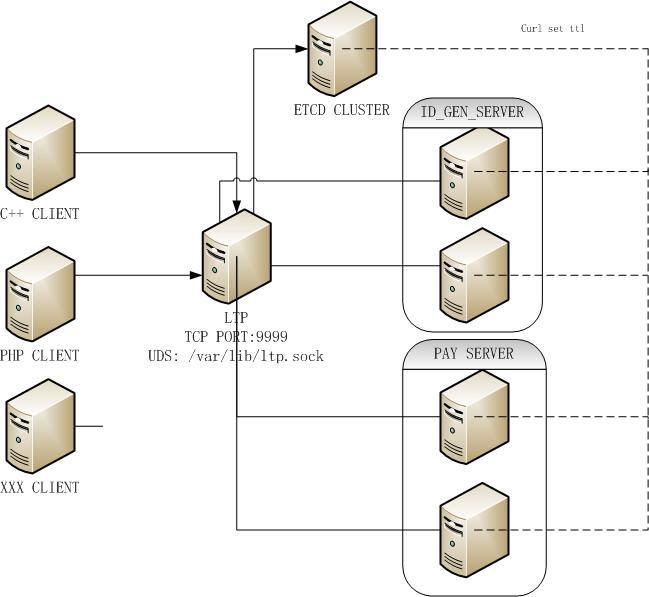 Curl set ttl
ETCD CLUSTER
ID_GEN_SERVER
C++ CLIENT
LTP
TCP PORT:9999
UDS: /var/lib/ltp.sock
PHP CLIENT
PAY SERVER
XXX CLIENT